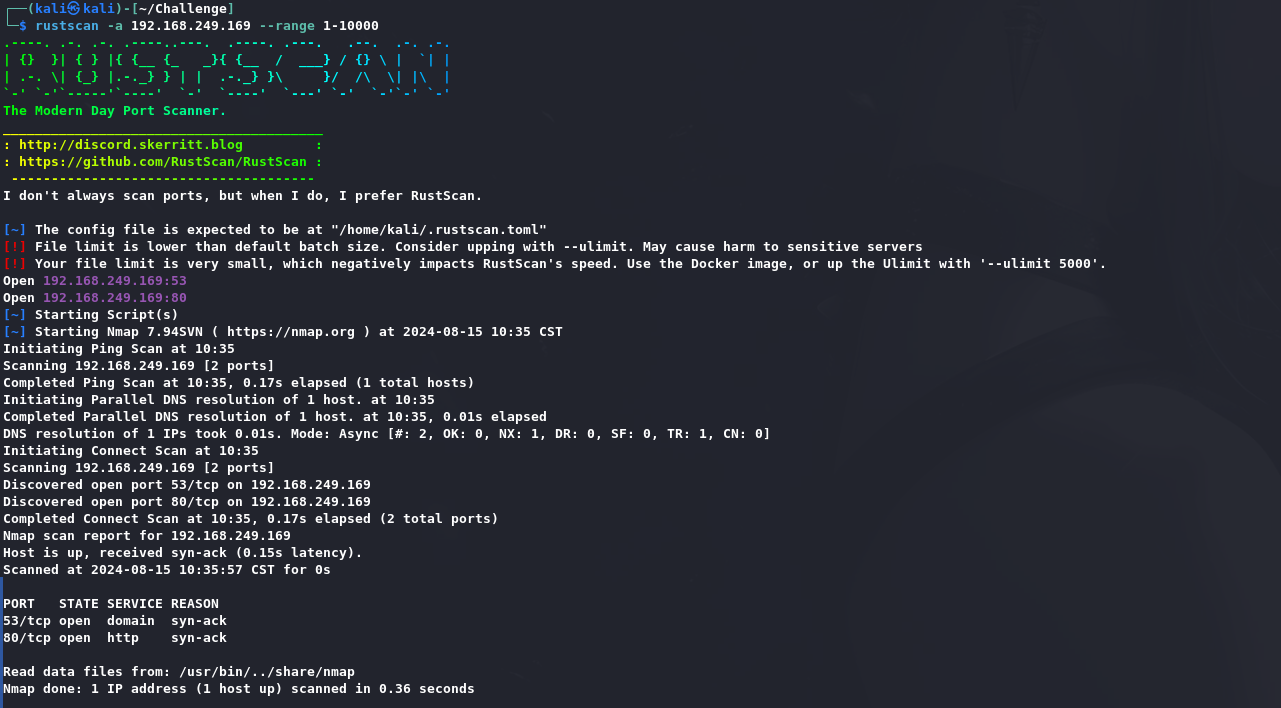 ┌──(kali㉿kali)-[~/Challenge]
└─$ rustscan -a 192.168.249.169 --range 1-10000
.----. .-. .-. .----..---.  .----. .---.   .--.  .-. .-.
| {}  }| { } |{ {__ {_   _}{ {__  /  ___} / {} \ |  `| |
| .-. \| {_} |.-._} } | |  .-._} }\     }/  /\  \| |\  |
`-' `-'`-----'`----'  `-'  `----'  `---' `-'  `-'`-' `-'
The Modern Day Port Scanner.
________________________________________
: http://discord.skerritt.blog         :
: https://github.com/RustScan/RustScan :
 --------------------------------------
I don't always scan ports, but when I do, I prefer RustScan.
[~] The config file is expected to be at "/home/kali/.rustscan.toml"
[!] File limit is lower than default batch size. Consider upping with --ulimit. May cause harm to sensitive servers
[!] Your file limit is very small, which negatively impacts RustScan's speed. Use the Docker image, or up the Ulimit with '--ulimit 5000'.
Open 192.168.249.169:53
Open 192.168.249.169:80
[~] Starting Script(s)
[~] Starting Nmap 7.94SVN ( https://nmap.org ) at 2024-08-15 10:35 CST
Initiating Ping Scan at 10:35
Scanning 192.168.249.169 [2 ports]
Completed Ping Scan at 10:35, 0.17s elapsed (1 total hosts)
Initiating Parallel DNS resolution of 1 host. at 10:35
Completed Parallel DNS resolution of 1 host. at 10:35, 0.01s elapsed
DNS resolution of 1 IPs took 0.01s. Mode: Async [#: 2, OK: 0, NX: 1, DR: 0, SF: 0, TR: 1, CN: 0]
Initiating Connect Scan at 10:35
Scanning 192.168.249.169 [2 ports]
Discovered open port 53/tcp on 192.168.249.169
Discovered open port 80/tcp on 192.168.249.169
Completed Connect Scan at 10:35, 0.17s elapsed (2 total ports)
Nmap scan report for 192.168.249.169
Host is up, received syn-ack (0.15s latency).
Scanned at 2024-08-15 10:35:57 CST for 0s
PORT   STATE SERVICE REASON
53/tcp open  domain  syn-ack
80/tcp open  http    syn-ack
Read data files from: /usr/bin/../share/nmap
Nmap done: 1 IP address (1 host up) scanned in 0.36 seconds